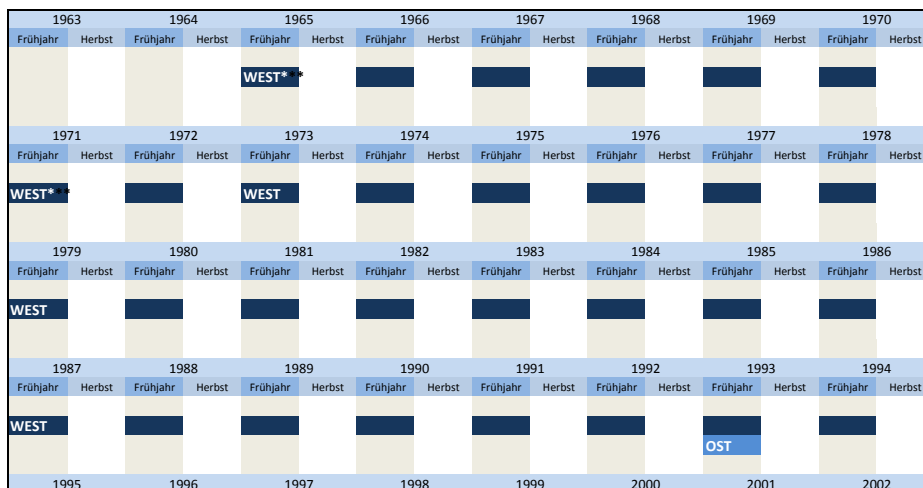 1963 1964 1965 1966 1967 1968 1969 1970
Frühjahr Herbst Frühjahr Herbst Frühjahr Herbst Frühjahr Herbst Frühjahr Herbst Frühjahr Herbst Frühjahr Herbst Frühjahr Herbst
WEST***
1971 1972 1973 1974 1975 1976 1977 1978
Frühjahr Herbst Frühjahr Herbst Frühjahr Herbst Frühjahr Herbst Frühjahr Herbst Frühjahr Herbst Frühjahr Herbst Frühjahr Herbst
WEST*** WEST
1979 1980 1981 1982 1983 1984 1985 1986
Frühjahr Herbst Frühjahr Herbst Frühjahr Herbst Frühjahr Herbst Frühjahr Herbst Frühjahr Herbst Frühjahr Herbst Frühjahr Herbst
WEST
1987 1988 1989 1990 1991 1992 1993 1994
Frühjahr Herbst Frühjahr Herbst Frühjahr Herbst Frühjahr Herbst Frühjahr Herbst Frühjahr Herbst Frühjahr Herbst Frühjahr Herbst
WEST
OST
1995 1996 1997 1998 1999 2000 2001 2002